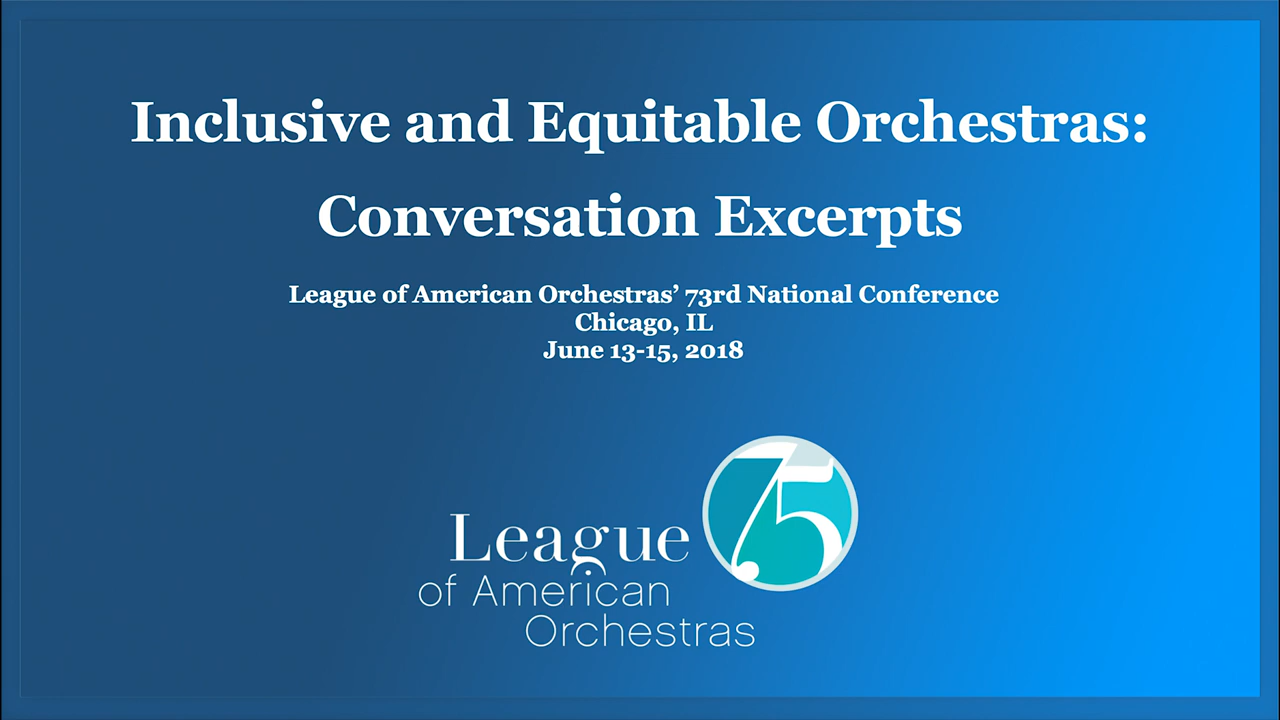 Inclusive and Equitable Orchestras:
Conversation Excerpts
League of American Orchestras’ 73rd National Conference
Chicago, IL
June 13-15, 2018
75
League
of American
Orchestras